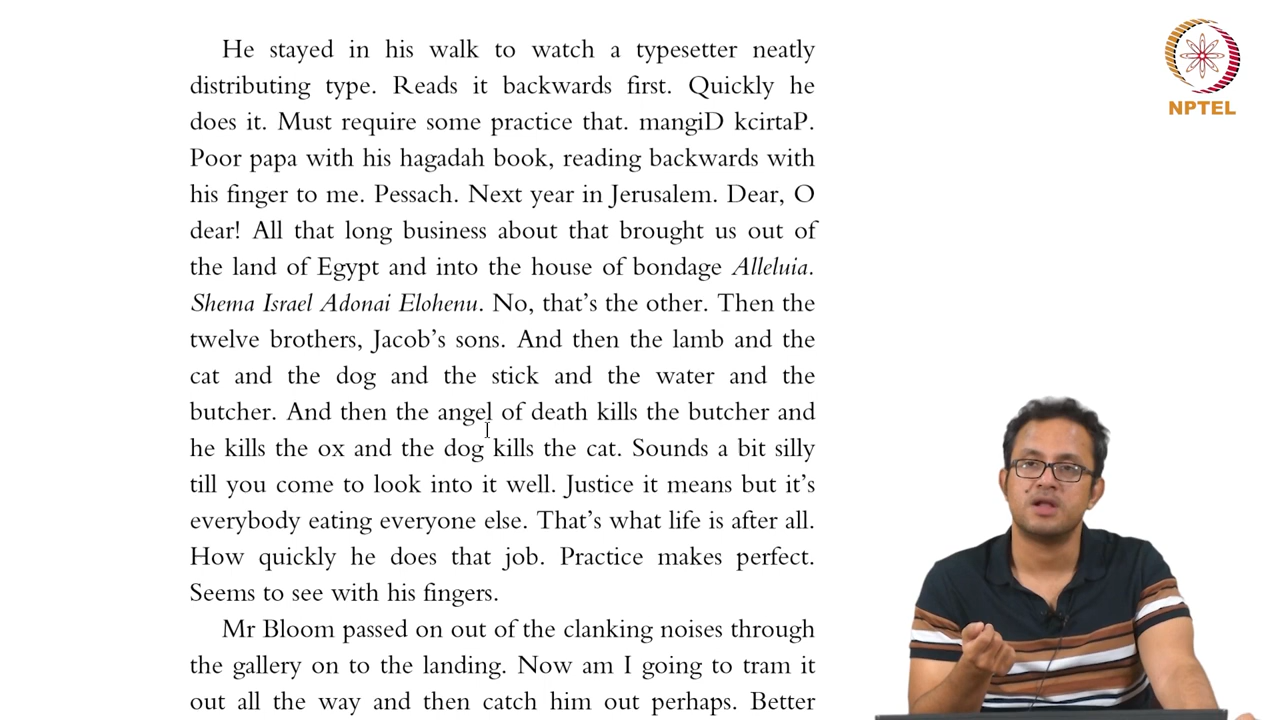 He stayed in his walk to watch a typesetter neatly
distributing type. Reads it backwards first. Quickly he
does it. Must require some practice that. mangiD kcirtaP.
Poor papa with his hagadah book, reading backwards with
his finger to me. Pessach. Next year in Jerusalem. Dear, O
dear! All that long business about that brought us out of
the land of Egypt and into the house of bondage Alleluia.
Shema Israel Adonai Elohenu. No, that's the other. Then the
twelve brothers, Jacob's sons. And then the lamb and the
cat and the dog and the stick and the water and the
butcher. And then the angel of death kills the butcher and
he kills the ox and the dog kills the cat. Sounds a bit silly
till you come to look into it well. Justice it means but it's
everybody eating everyone else. That's what life is after all.
How quickly he does that job. Practice makes perfect.
Seems to see with his fingers.
Mr Bloom passed on out of the clanking noises through
the gallery on to the landing. Now am I going to tram it
out all the way and then catch him out perhaps. Better
NPTEL